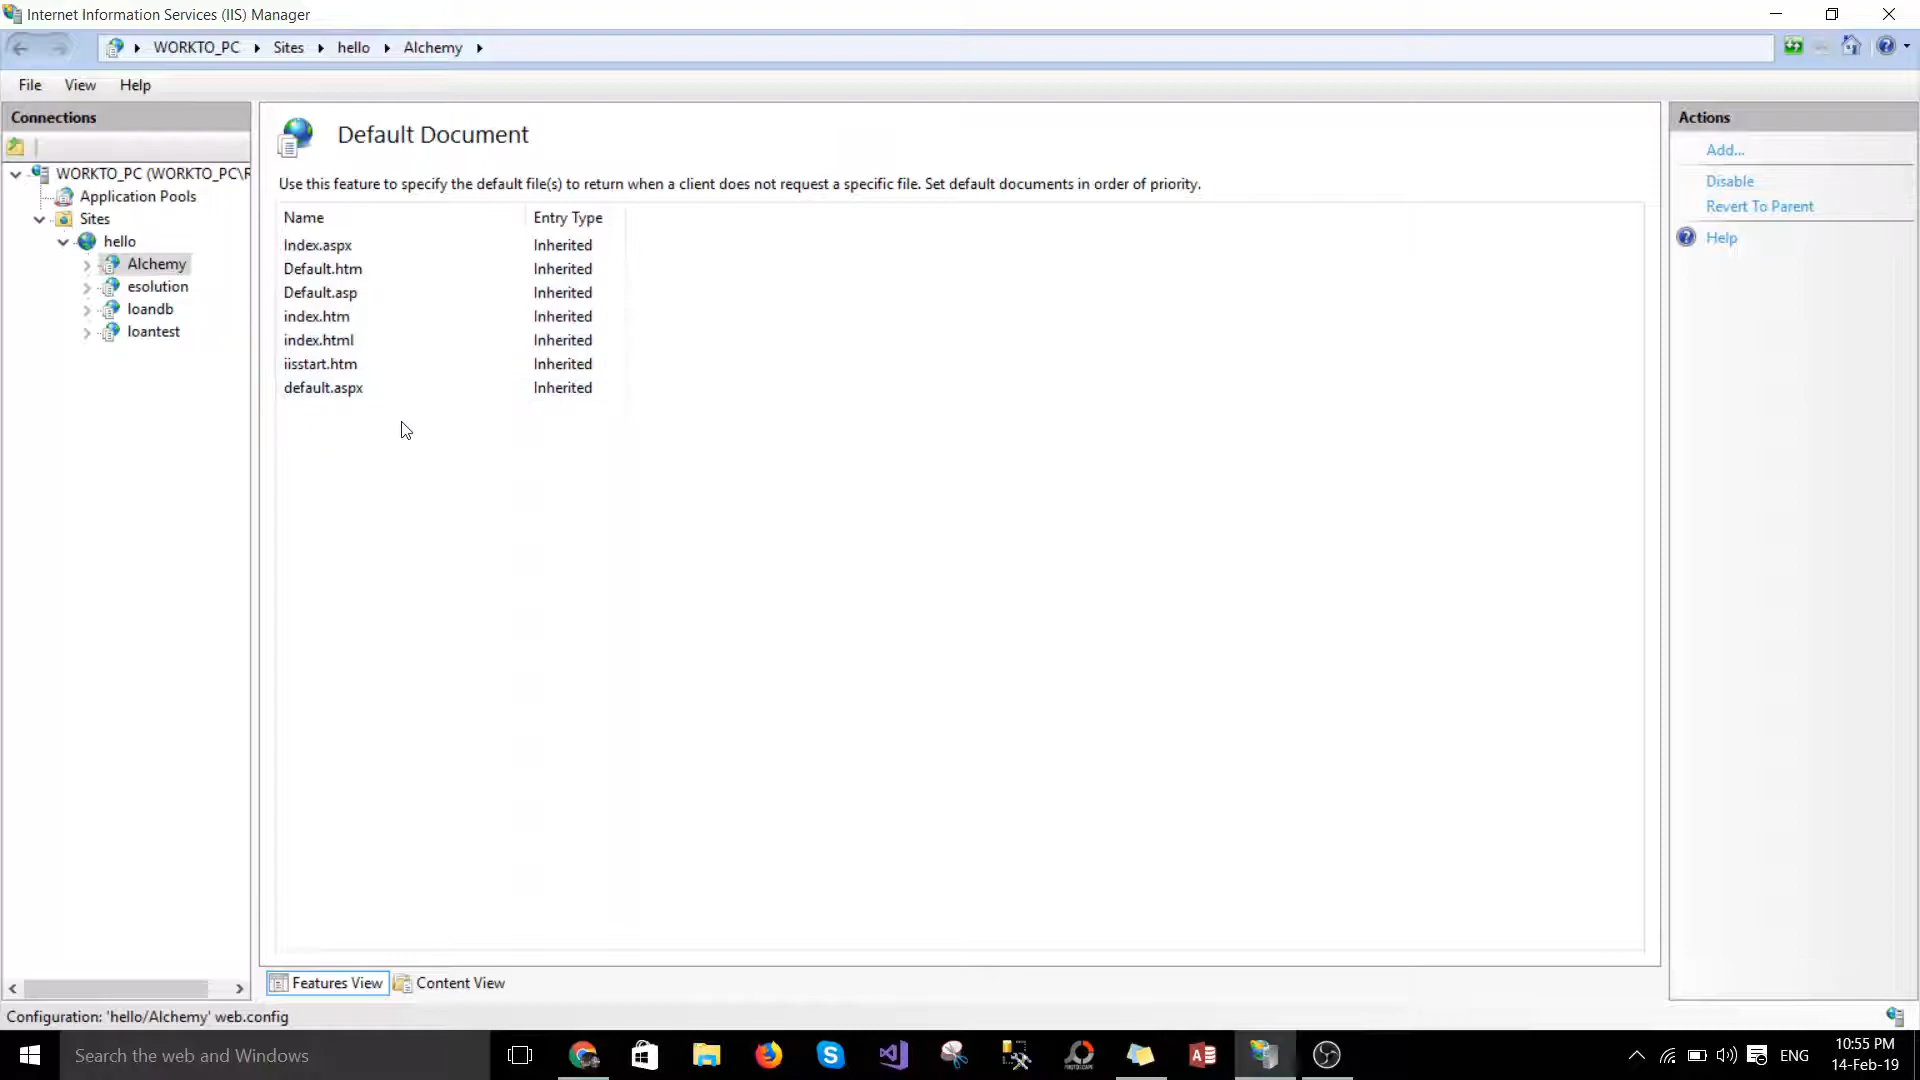 Internet Information Services (IIS) Manager
WORKTO_PC Sites hello Alchemy
File View Help
Connections
WORKTO_PC (WORKTO_PC\R
Application Pools
Sites
hello
Alchemy
esolution
loandb
loantest
Default Document
Use this feature to specify the default file(s) to return when a client does not request a specific file. Set default documents in order of priority.
Name Entry Type
Index.aspx Inherited
Default.htm Inherited
Default.asp Inherited
index.htm Inherited
index.html Inherited
iisstart.htm Inherited
default.aspx Inherited
Features View Content View
Actions
Add...
Disable
Revert To Parent
Help
Configuration: 'hello/Alchemy' web.config
Search the web and Windows
ENG
10:55 PM
14-Feb-19